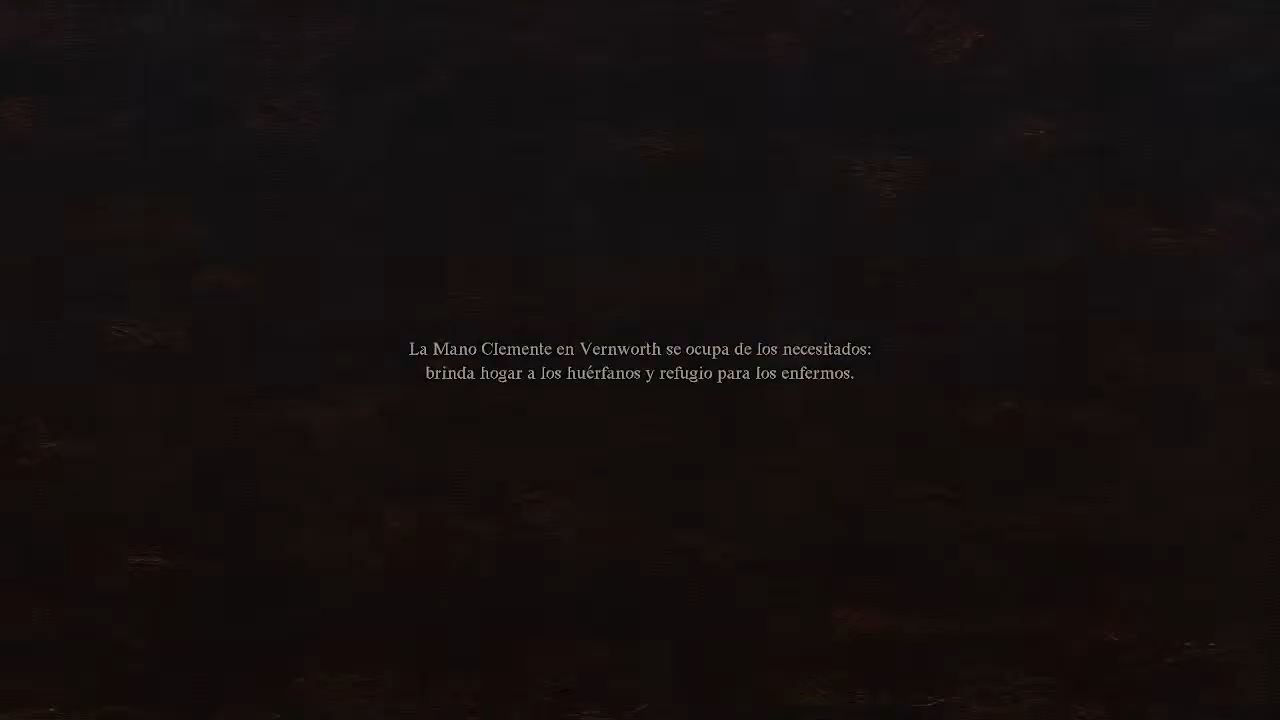 La Mano Clemente en Vernworth se ocupa de los necesitados:
brinda hogar a los huérfanos y refugio para los enfermos.